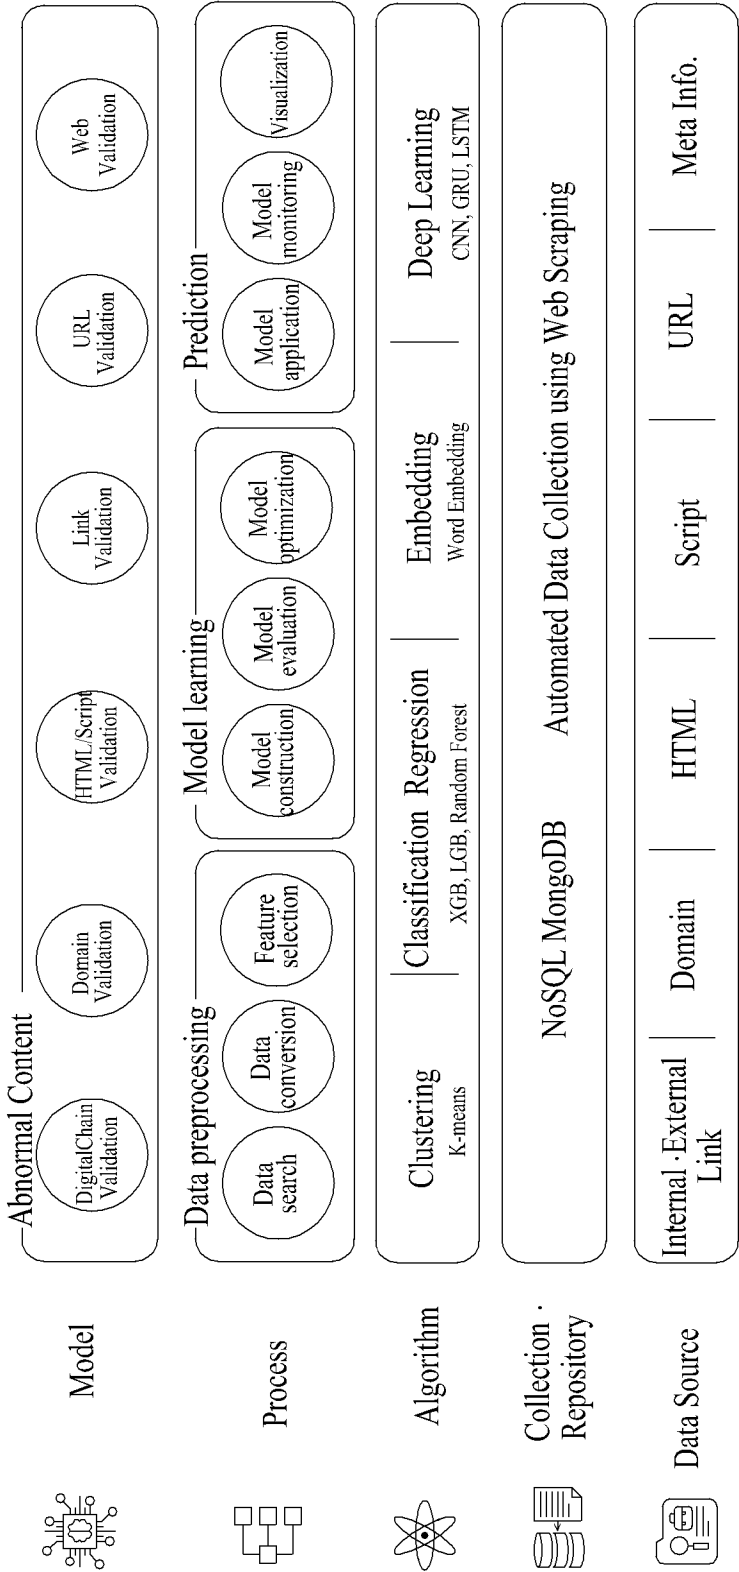 Model
Abnormal Content
DigitalChain
Validation
Domain
Validation
HTML/Script
Validation
Link
Validation
URL
Validation
Web
Validation
Process
Data preprocessing
Data
search
Data
conversion
Feature
selection
Model learning
Model
construction
Model
evaluation
Model
optimization
Prediction
Model
application
Model
monitoring
Visualization
Algorithm
Clustering
K-means
Classification Regression
XGB, LGB, Random Forest
Embedding
Word Embedding
Deep Learning
CNN, GRU, LSTM
Collection ·
Repository
NoSQL MongoDB
Automated Data Collection using Web Scraping
Data Source
Internal ·External
Link
Domain
HTML
Script
URL
Meta Info.